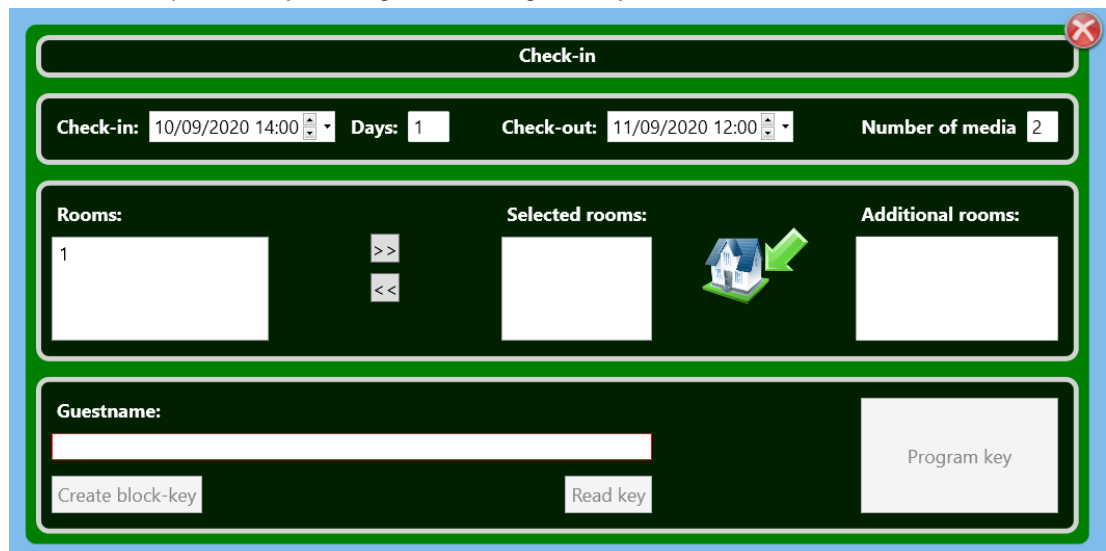 Check-in
Check-in: 10/09/2020 14:00 Days: 1 Check-out: 11/09/2020 12:00 Number of media 2
Rooms: Selected rooms: Additional rooms:
1
>>
<<
Guestname:
Program key
Create block-key Read key